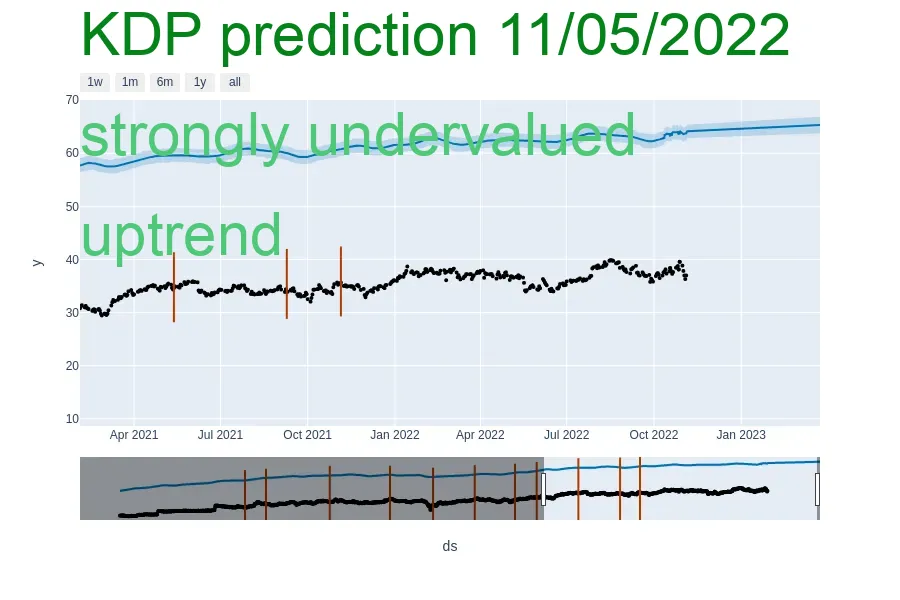 KDP prediction 11/05/2022
1w 1m 6m 1y all
strongly undervalued
uptrend
70
60
50
40
30
20
10
y
Apr 2021 Jul 2021 Oct 2021 Jan 2022 Apr 2022 Jul 2022 Oct 2022 Jan 2023
ds